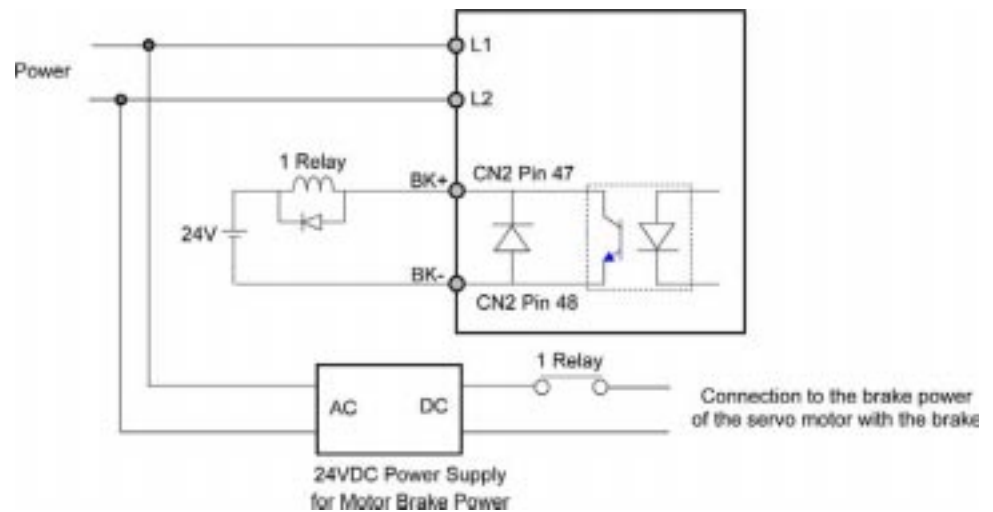 L1
Power
L2
1 Relay
BK+
CN2 Pin 47
24V
BK-
CN2 Pin 48
1 Relay
AC
DC
Connection to the brake power
of the servo motor with the brake
24VDC Power Supply
for Motor Brake Power